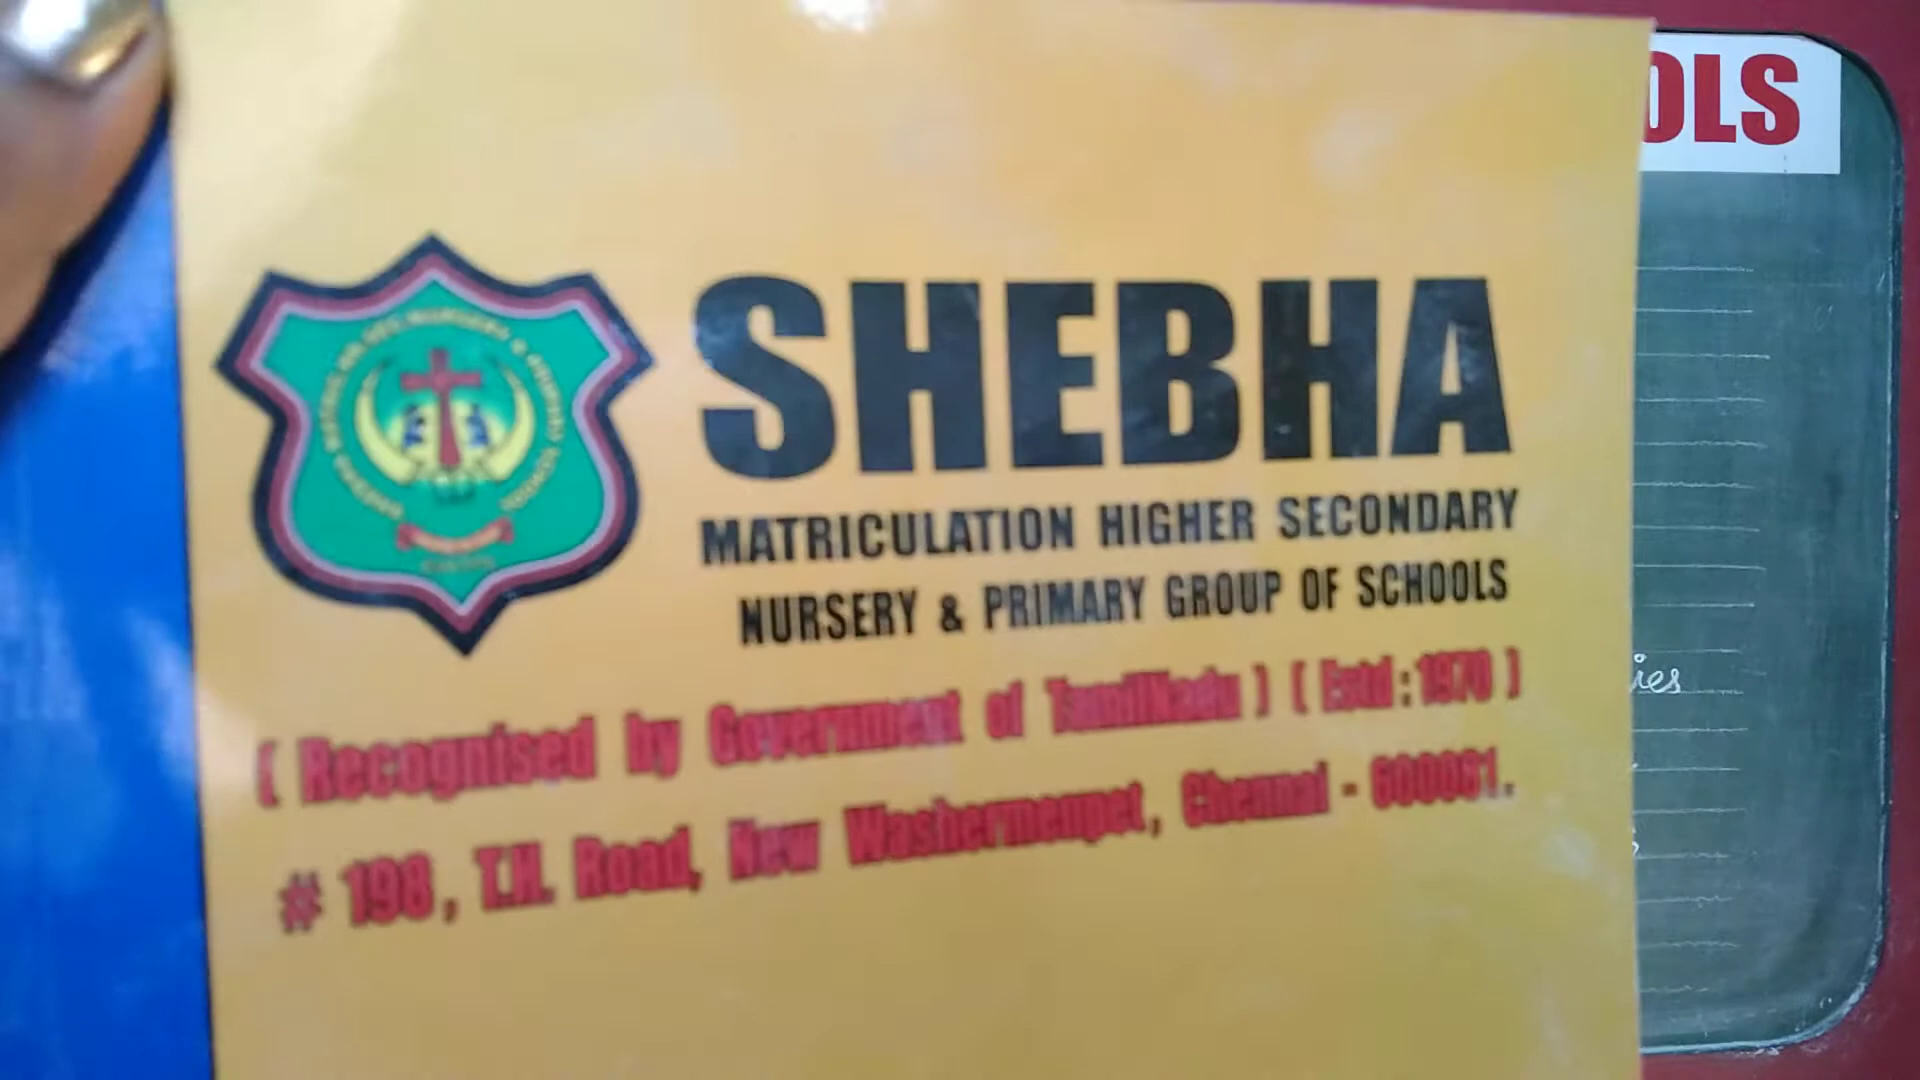 OLS
SHEBHA
MATRICULATION HIGHER SECONDARY
NURSERY & PRIMARY GROUP OF SCHOOLS
( Recognised by Government of TamilNadu ) ( Estd : 1970 )
# 198, T.H. Road, New Washermenpet, Chennai - 600081.
ies